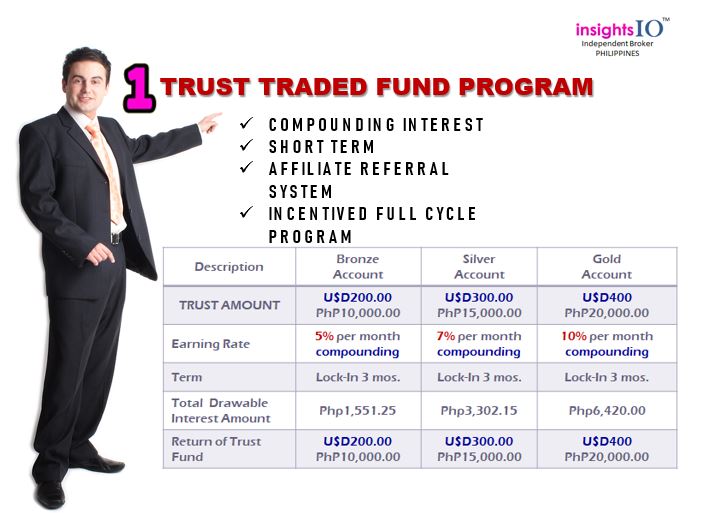 insightsIO™
Independent Broker
PHILIPPINES
1 TRUST TRADED FUND PROGRAM
✓ COMPOUNDING INTEREST
✓ SHORT TERM
✓ AFFILIATE REFERRAL
SYSTEM
✓ INCENTIVED FULL CYCLE
PROGRAM
Description Bronze Account Silver Account Gold Account
TRUST AMOUNT U$D200.00 PhP10,000.00 U$D300.00 PhP15,000.00 U$D400 PhP20,000.00
Earning Rate 5% per month compounding 7% per month compounding 10% per month compounding
Term Lock-In 3 mos. Lock-In 3 mos. Lock-In 3 mos.
Total Drawable Interest Amount Php1,551.25 Php3,302.15 Php6,420.00
Return of Trust Fund U$D200.00 PhP10,000.00 U$D300.00 PhP15,000.00 U$D400 PhP20,000.00